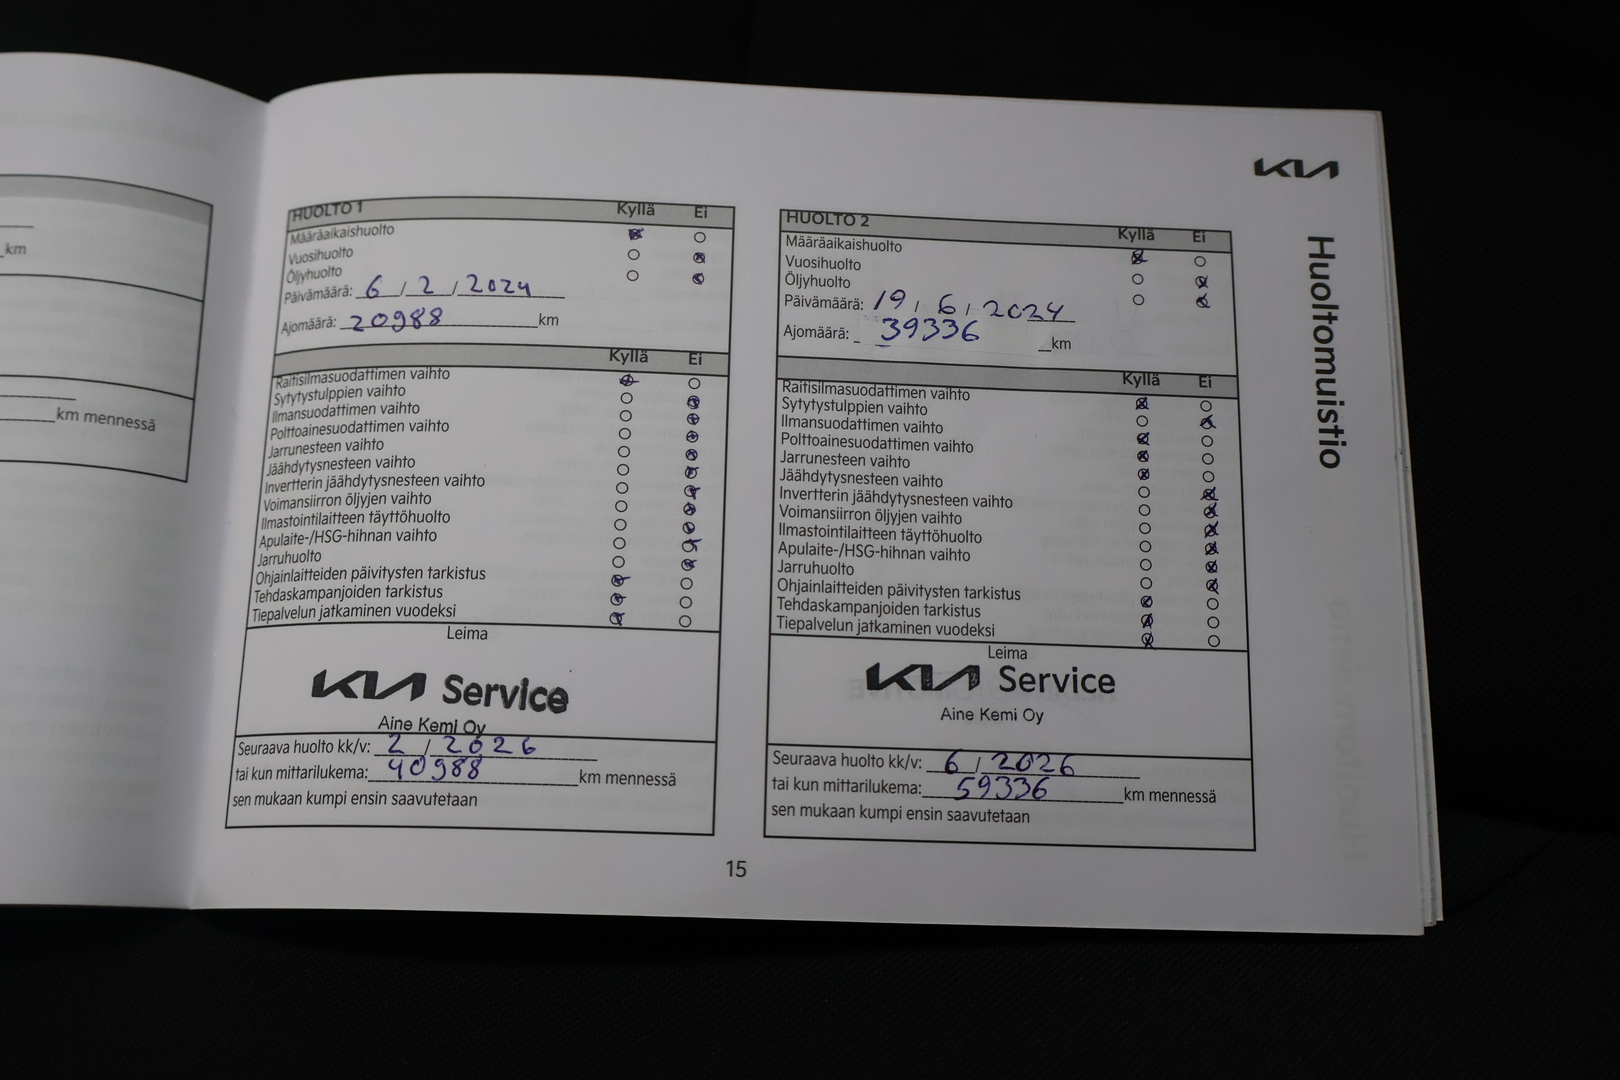 km
km mennessä
KIA
Huoltomuistio
HUOLTO 1 Kyllä Ei
Määräaikaishuolto
Vuosihuolto
Öljyhuolto
Päivämäärä: 6 / 2 / 2024
Ajomäärä: 20988 km
Kyllä Ei
Raitisilmasuodattimen vaihto
Sytytystulppien vaihto
Ilmansuodattimen vaihto
Polttoainesuodattimen vaihto
Jarrunesteen vaihto
Jäähdytysnesteen vaihto
Invertterin jäähdytysnesteen vaihto
Voimansiirron öljyjen vaihto
Ilmastointilaitteen täyttöhuolto
Apulaite-/HSG-hihnan vaihto
Jarruhuolto
Ohjainlaitteiden päivitysten tarkistus
Tehdaskampanjoiden tarkistus
Tiepalvelun jatkaminen vuodeksi
Leima
KIA Service
Aine Kemi Oy
Seuraava huolto kk/v: 2 / 2026
tai kun mittarilukema: 40988 km mennessä
sen mukaan kumpi ensin saavutetaan
HUOLTO 2 Kyllä Ei
Määräaikaishuolto
Vuosihuolto
Öljyhuolto
Päivämäärä: 19 / 6 / 2024
Ajomäärä: 39336 km
Kyllä Ei
Raitisilmasuodattimen vaihto
Sytytystulppien vaihto
Ilmansuodattimen vaihto
Polttoainesuodattimen vaihto
Jarrunesteen vaihto
Jäähdytysnesteen vaihto
Invertterin jäähdytysnesteen vaihto
Voimansiirron öljyjen vaihto
Ilmastointilaitteen täyttöhuolto
Apulaite-/HSG-hihnan vaihto
Jarruhuolto
Ohjainlaitteiden päivitysten tarkistus
Tehdaskampanjoiden tarkistus
Tiepalvelun jatkaminen vuodeksi
Leima
KIA Service
Aine Kemi Oy
Seuraava huolto kk/v: 6 / 2026
tai kun mittarilukema: 59336 km mennessä
sen mukaan kumpi ensin saavutetaan
15